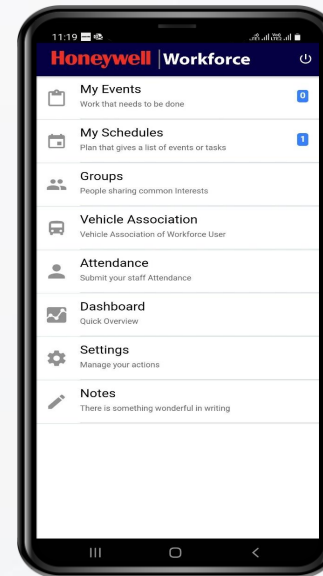 11:19
Honeywell | Workforce
My Events
Work that needs to be done
0
My Schedules
Plan that gives a list of events or tasks
1
Groups
People sharing common Interests
Vehicle Association
Vehicle Association of Workforce User
Attendance
Submit your staff Attendance
Dashboard
Quick Overview
Settings
Manage your actions
Notes
There is something wonderful in writing